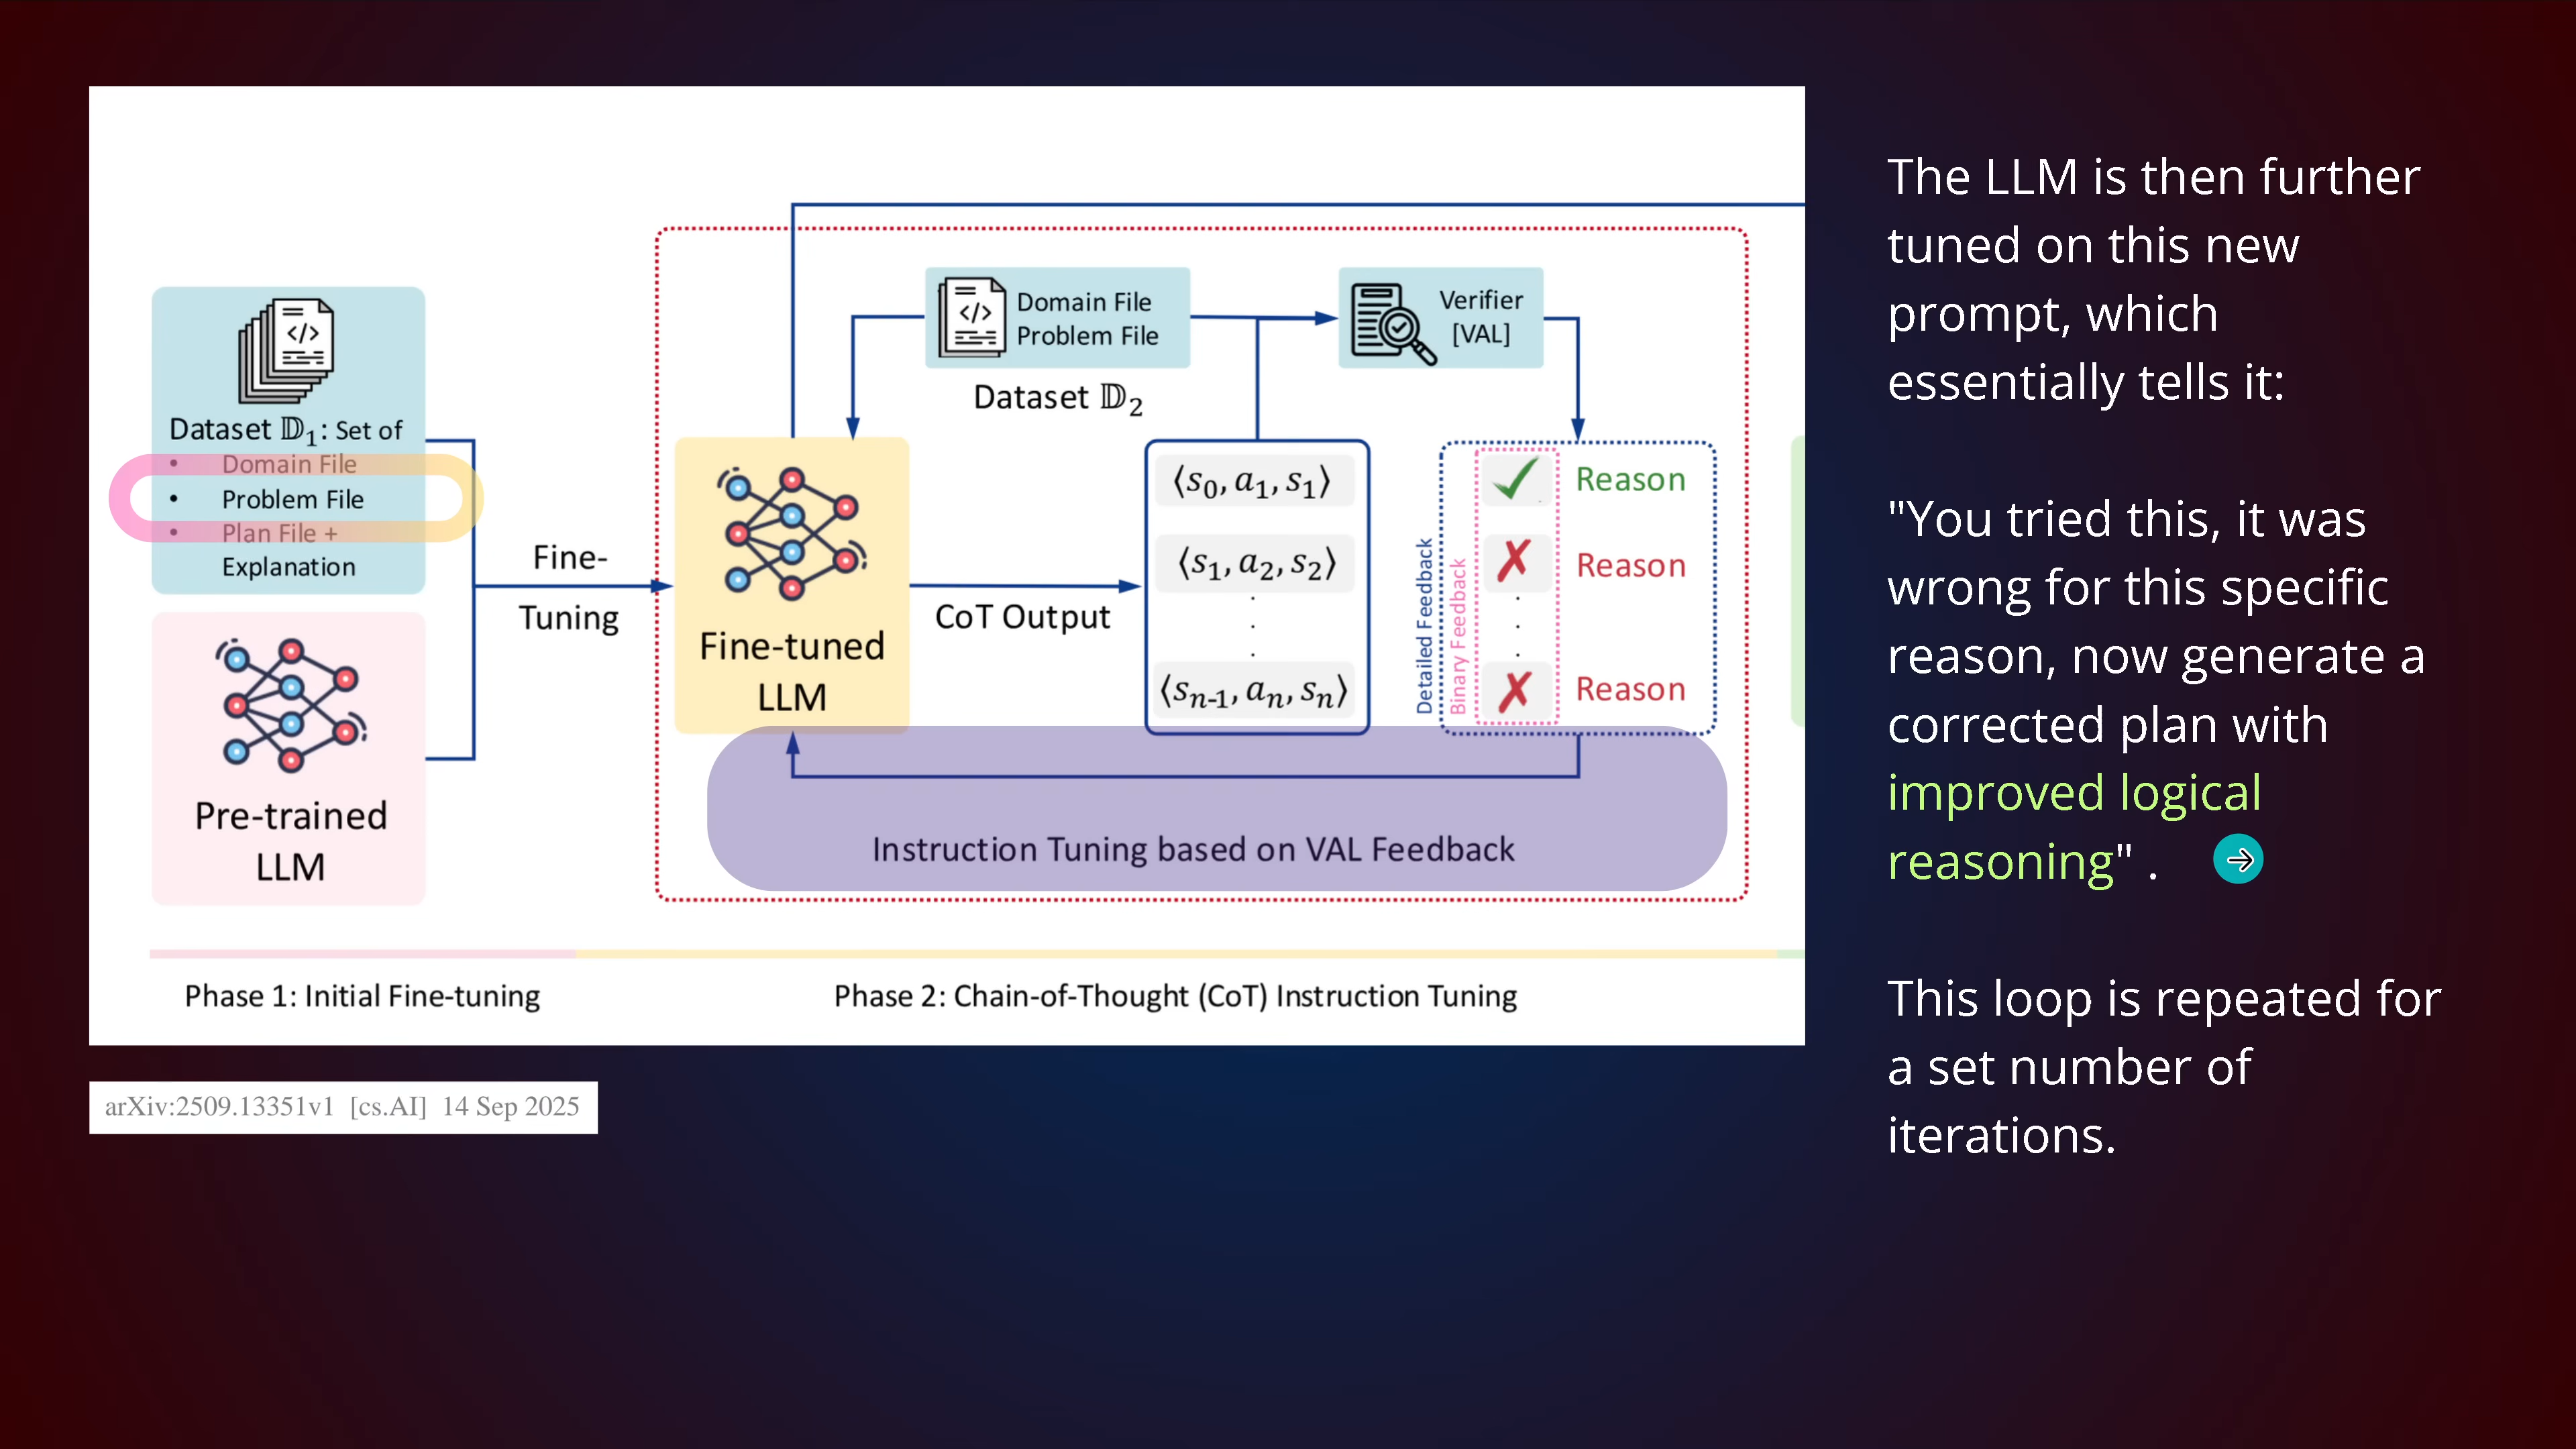 Dataset 𝔻1: Set of
• Domain File
• Problem File
• Plan File +
Explanation
Pre-trained
LLM
Fine-
Tuning
Fine-tuned
LLM
</>
Domain File
Problem File
Dataset 𝔻2
Verifier
[VAL]
CoT Output
⟨s0, a1, s1⟩
⟨s1, a2, s2⟩
.
.
.
⟨sn-1, an, sn⟩
Detailed Feedback
Binary Feedback
✓ Reason
✗ Reason
.
.
.
✗ Reason
Instruction Tuning based on VAL Feedback
Phase 1: Initial Fine-tuning
Phase 2: Chain-of-Thought (CoT) Instruction Tuning
arXiv:2509.13351v1 [cs.AI] 14 Sep 2025
The LLM is then further
tuned on this new
prompt, which
essentially tells it:
"You tried this, it was
wrong for this specific
reason, now generate a
corrected plan with
improved logical
reasoning" .
This loop is repeated for
a set number of
iterations.